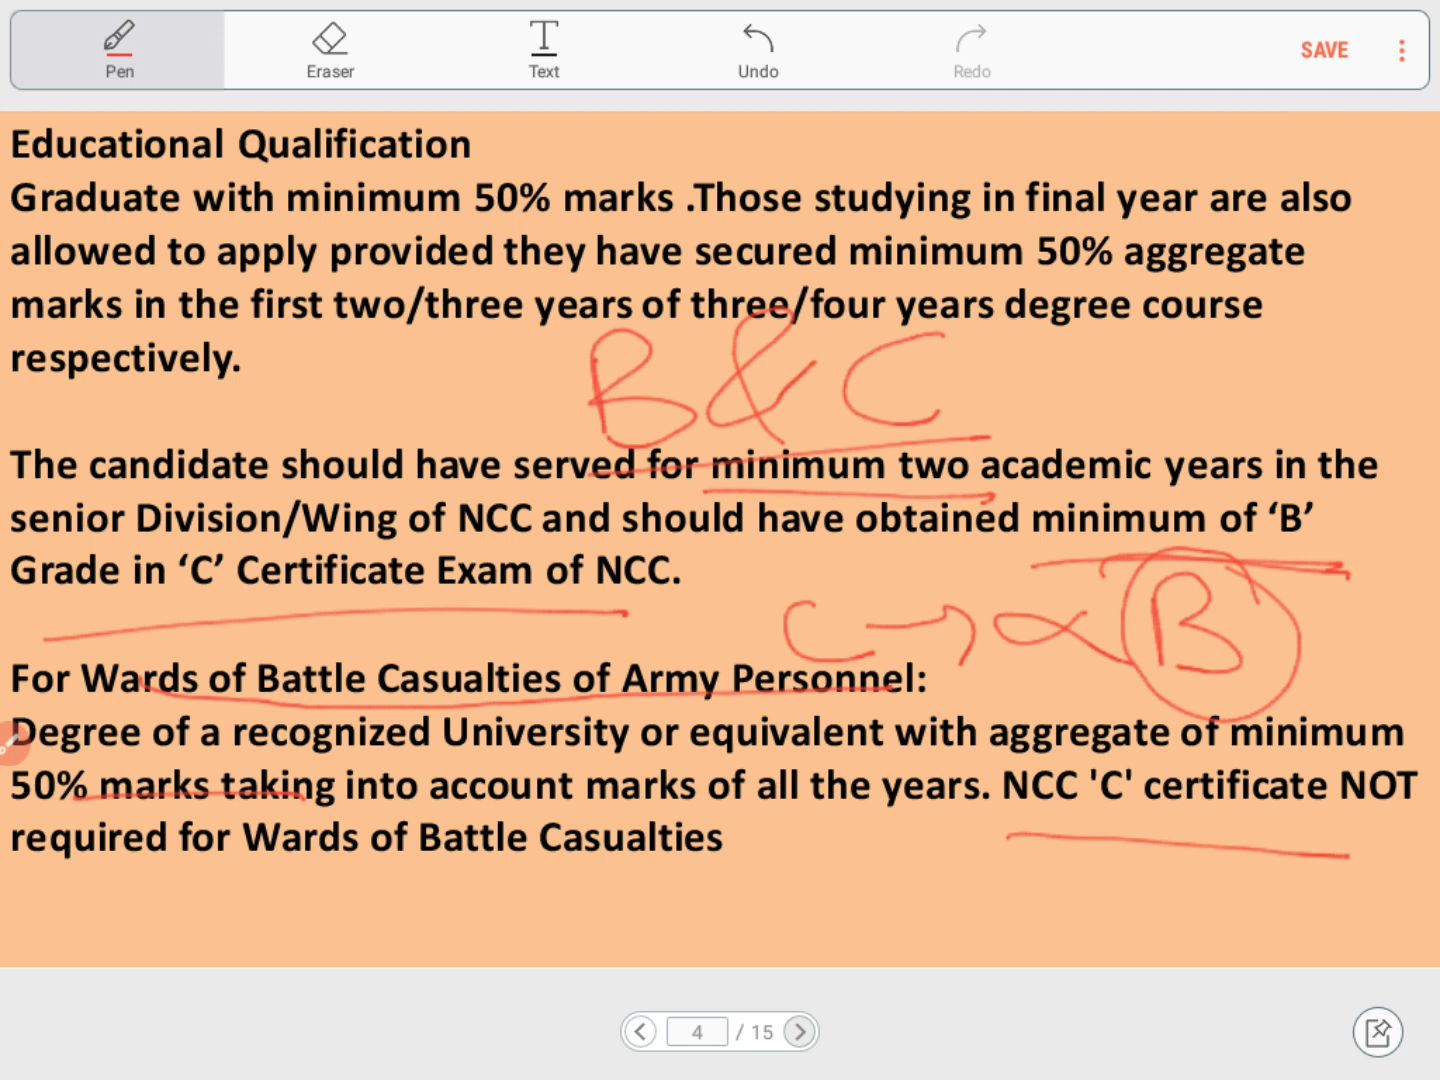 Pen Eraser Text Undo Redo SAVE
Educational Qualification
Graduate with minimum 50% marks .Those studying in final year are also
allowed to apply provided they have secured minimum 50% aggregate
marks in the first two/three years of three/four years degree course
respectively.
B & C
The candidate should have served for minimum two academic years in the
senior Division/Wing of NCC and should have obtained minimum of ‘B’
Grade in ‘C’ Certificate Exam of NCC.
C → B
For Wards of Battle Casualties of Army Personnel:
Degree of a recognized University or equivalent with aggregate of minimum
50% marks taking into account marks of all the years. NCC 'C' certificate NOT
required for Wards of Battle Casualties
4 / 15